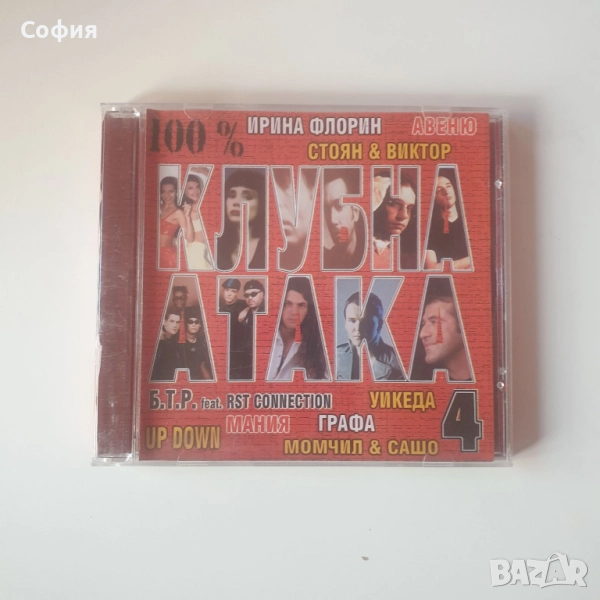 София
100 %
ИРИНА ФЛОРИН
АВЕНЮ
СТОЯН & ВИКТОР
КЛУБНА
АТАКА
Б.Т.Р. feat. RST CONNECTION
УИКЕДА
МАНИЯ
ГРАФА
4
UP DOWN
МОМЧИЛ & САШО
BAZAR